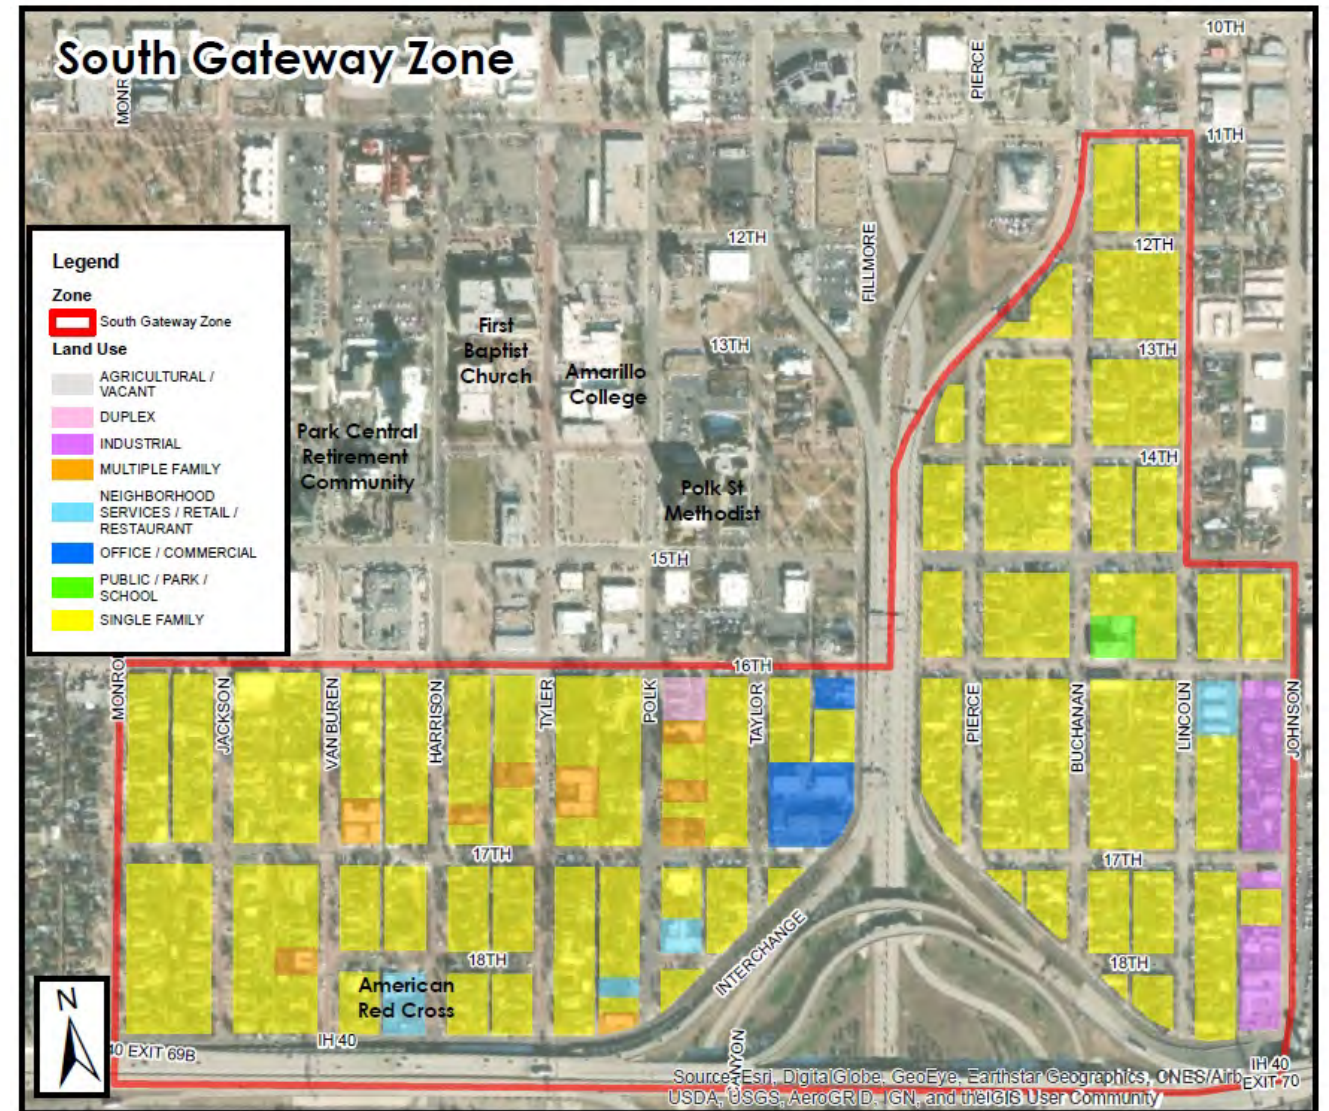 South Gateway Zone
10TH
MONR
PIERCE
11TH
12TH
12TH
FILLMORE
13TH
13TH
14TH
15TH
16TH
Legend
Zone
South Gateway Zone
Land Use
AGRICULTURAL /
VACANT
DUPLEX
INDUSTRIAL
MULTIPLE FAMILY
NEIGHBORHOOD
SERVICES / RETAIL /
RESTAURANT
OFFICE / COMMERCIAL
PUBLIC / PARK /
SCHOOL
SINGLE FAMILY
First
Baptist
Church
Amarillo
College
Park Central
Retirement
Community
Polk St
Methodist
MONRO
JACKSON
VAN BUREN
HARRISON
TYLER
POLK
TAYLOR
PIERCE
BUCHANAN
LINCOLN
JOHNSON
17TH
17TH
18TH
18TH
American
Red Cross
INTERCHANGE
N
40 EXIT 69B
IH 40
IH 40
EXIT 70
Source: Esri, DigitalGlobe, GeoEye, Earthstar Geographics, CNES/Airb
USDA, USGS, AeroGRID, IGN, and the GIS User Community